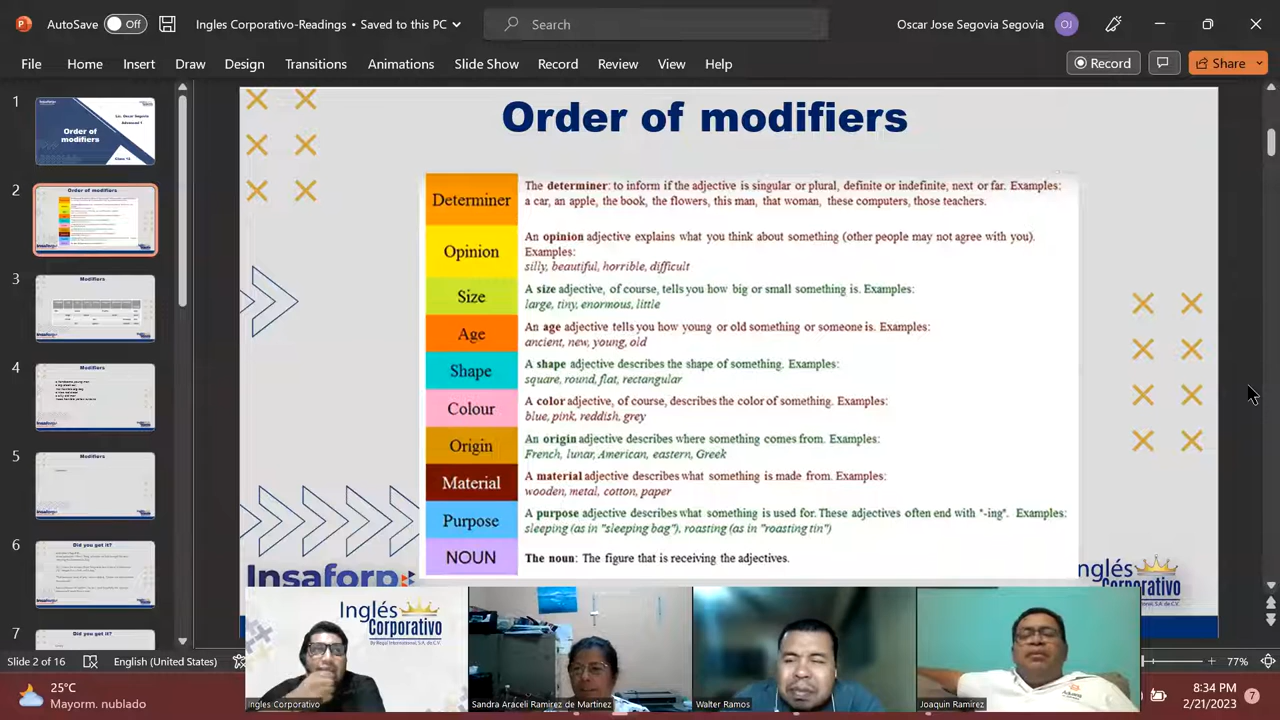 AutoSave Off Ingles Corporativo-Readings • Saved to this PC Search Oscar Jose Segovia Segovia OJ
File Home Insert Draw Design Transitions Animations Slide Show Record Review View Help Record Share
1
Order of
modifiers
2
Order of modifiers
3
Modifiers
4
Modifiers
Modifiers
6
Did you got it?
7
Did you got it?
Order of modifiers
Determiner
The determiner: to inform if the adjective is singular or plural, definite or indefinite, next or far. Examples:
a car, an apple, the book, the flowers, this man, that woman, these computers, those teachers.
Opinion
An opinion adjective explains what you think about something (other people may not agree with you).
Examples:
silly, beautiful, horrible, difficult
Size
A size adjective, of course, tells you how big or small something is. Examples:
large, tiny, enormous, little
Age
An age adjective tells you how young or old something or someone is. Examples:
ancient, new, young, old
Shape
A shape adjective describes the shape of something. Examples:
square, round, flat, rectangular
Colour
A color adjective, of course, describes the color of something. Examples:
blue, pink, reddish, grey
Origin
An origin adjective describes where something comes from. Examples:
French, lunar, American, eastern, Greek
Material
A material adjective describes what something is made from. Examples:
wooden, metal, cotton, paper
Purpose
A purpose adjective describes what something is used for. These adjectives often end with "-ing". Examples:
sleeping (as in "sleeping bag"), roasting (as in "roasting tin")
NOUN
The noun: The figure that is receiving the adjectives.
Insaforp
nglés
Corporativo
Inglés
Corporativo
Ingles Corporativo
Sandra Araceli Ramirez de Martinez
Walter Ramos
Joaquin Ramirez
Slide 2 of 16 English (United States) 77%
25°C
Mayorm. nublado
8:34 PM
2/21/2023
7